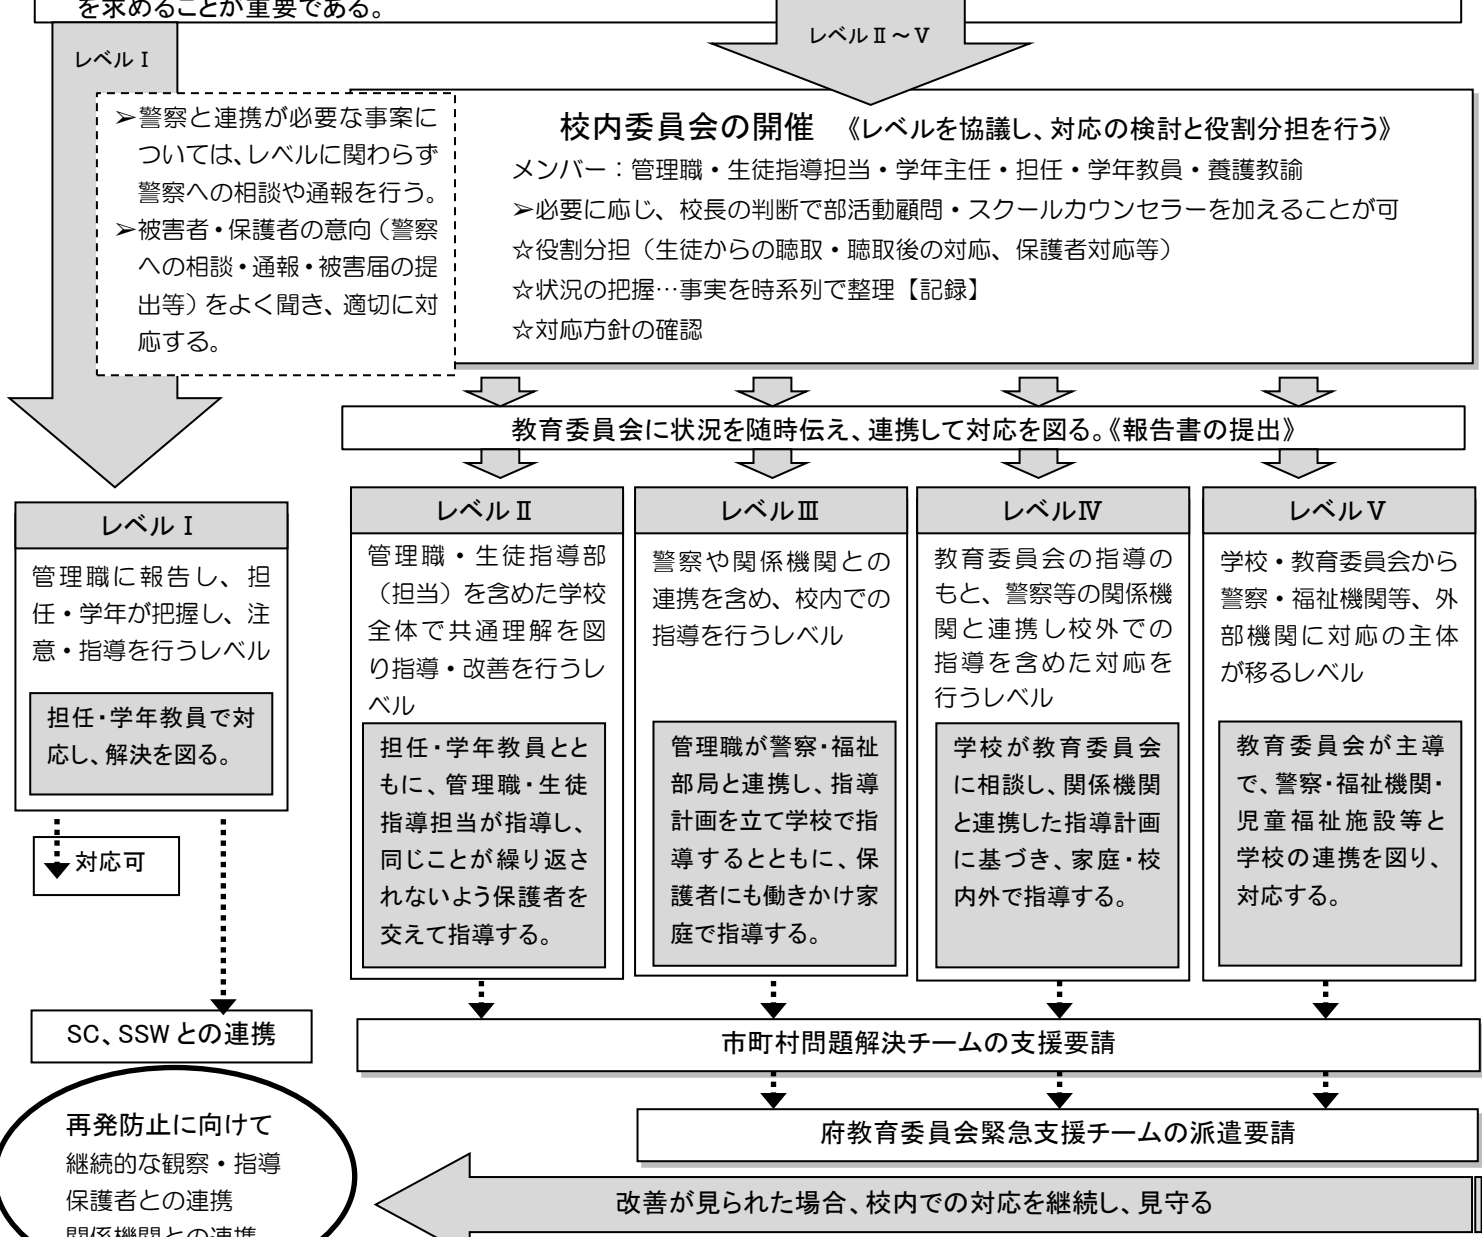 を求めることが重要である。
レベルⅠ
レベルⅡ～Ⅴ
➢警察と連携が必要な事案に
ついては、レベルに関わらず
警察への相談や通報を行う。
➢被害者・保護者の意向（警察
への相談・通報・被害届の提
出等）をよく聞き、適切に対
応する。
校内委員会の開催 《レベルを協議し、対応の検討と役割分担を行う》
メンバー：管理職・生徒指導担当・学年主任・担任・学年教員・養護教諭
➢必要に応じ、校長の判断で部活動顧問・スクールカウンセラーを加えることが可
☆役割分担（生徒からの聴取・聴取後の対応、保護者対応等）
☆状況の把握…事実を時系列で整理【記録】
☆対応方針の確認
教育委員会に状況を随時伝え、連携して対応を図る。《報告書の提出》
レベルⅠ
管理職に報告し、担
任・学年が把握し、注
意・指導を行うレベル
担任・学年教員で対
応し、解決を図る。
対応可
SC、SSWとの連携
レベルⅡ
管理職・生徒指導部
（担当）を含めた学校
全体で共通理解を図
り指導・改善を行うレ
ベル
担任・学年教員とと
もに、管理職・生徒
指導担当が指導し、
同じことが繰り返さ
れないよう保護者を
交えて指導する。
レベルⅢ
警察や関係機関との
連携を含め、校内での
指導を行うレベル
管理職が警察・福祉
部局と連携し、指導
計画を立て学校で指
導するとともに、保
護者にも働きかけ家
庭で指導する。
レベルⅣ
教育委員会の指導の
もと、警察等の関係機
関と連携し校外での
指導を含めた対応を
行うレベル
学校が教育委員会
に相談し、関係機関
と連携した指導計画
に基づき、家庭・校
内外で指導する。
レベルⅤ
学校・教育委員会から
警察・福祉機関等、外
部機関に対応の主体
が移るレベル
教育委員会が主導
で、警察・福祉機関・
児童福祉施設等と
学校の連携を図り、
対応する。
市町村問題解決チームの支援要請
府教育委員会緊急支援チームの派遣要請
改善が見られた場合、校内での対応を継続し、見守る
再発防止に向けて
継続的な観察・指導
保護者との連携
関係機関との連携